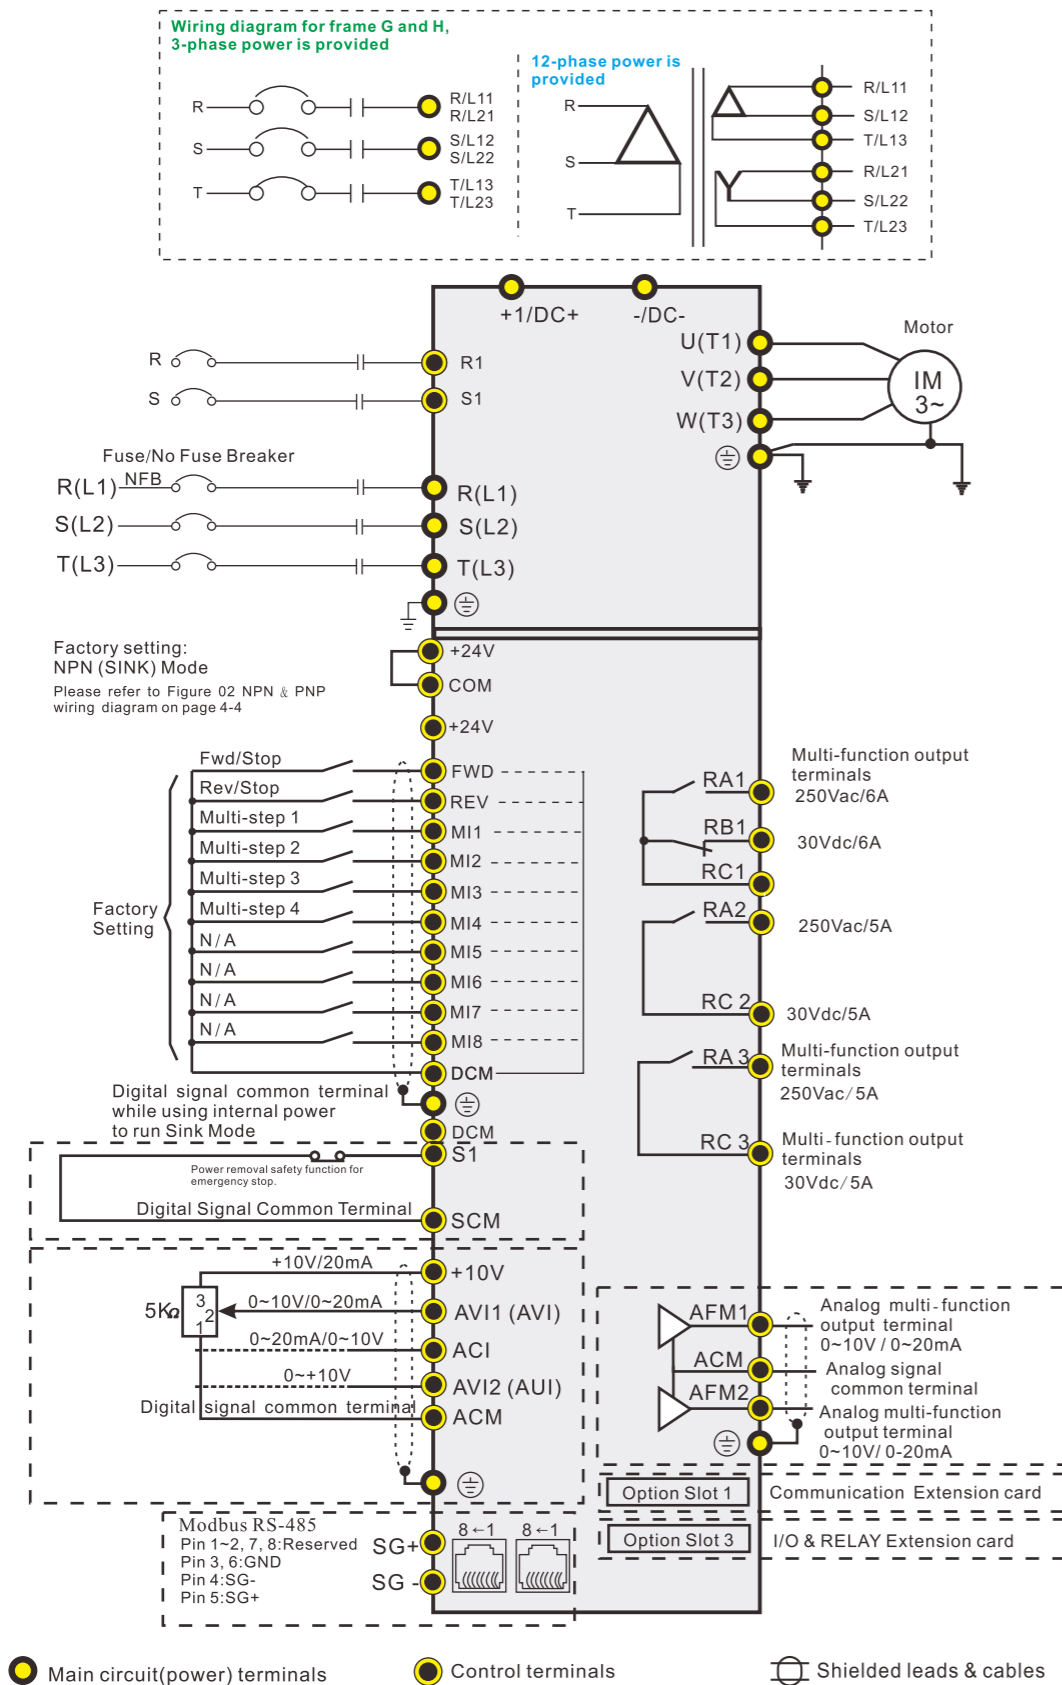 Wiring diagram for frame G and H,
3-phase power is provided
R
R/L11
R/L21
S
S/L12
S/L22
T
T/L13
T/L23
12-phase power is
provided
R
S
T
R/L11
S/L12
T/L13
R/L21
S/L22
T/L23
+1/DC+
-/DC-
R
R1
S
S1
Fuse/No Fuse Breaker
R(L1)
NFB
R(L1)
S(L2)
S(L2)
T(L3)
T(L3)
U(T1)
V(T2)
W(T3)
Motor
IM
3~
Factory setting:
NPN (SINK) Mode
Please refer to Figure 02 NPN & PNP
wiring diagram on page 4-4
+24V
COM
+24V
Factory
Setting
Fwd/Stop
FWD
Rev/Stop
REV
Multi-step 1
MI1
Multi-step 2
MI2
Multi-step 3
MI3
Multi-step 4
MI4
N/A
MI5
N/A
MI6
N/A
MI7
N/A
MI8
DCM
Digital signal common terminal
while using internal power
to run Sink Mode
DCM
RA1
Multi-function output
terminals
250Vac/6A
RB1
30Vdc/6A
RC1
RA2
250Vac/5A
RC 2
30Vdc/5A
RA 3
Multi-function output
terminals
250Vac/5A
RC 3
Multi-function output
terminals
30Vdc/5A
S1
Power removal safety function for
emergency stop.
Digital Signal Common Terminal
SCM
+10V/20mA
+10V
5KΩ
3
2
1
0~10V/0~20mA
AVI1 (AVI)
0~20mA/0~10V
ACI
0~+10V
AVI2 (AUI)
Digital signal common terminal
ACM
AFM1
Analog multi-function
output terminal
0~10V / 0~20mA
ACM
Analog signal
common terminal
AFM2
Analog multi-function
output terminal
0~10V/ 0-20mA
Option Slot 1
Communication Extension card
Option Slot 3
I/O & RELAY Extension card
Modbus RS-485
Pin 1~2, 7, 8:Reserved
Pin 3, 6:GND
Pin 4:SG-
Pin 5:SG+
SG+
SG -
8←1
8←1
Main circuit(power) terminals
Control terminals
Shielded leads & cables